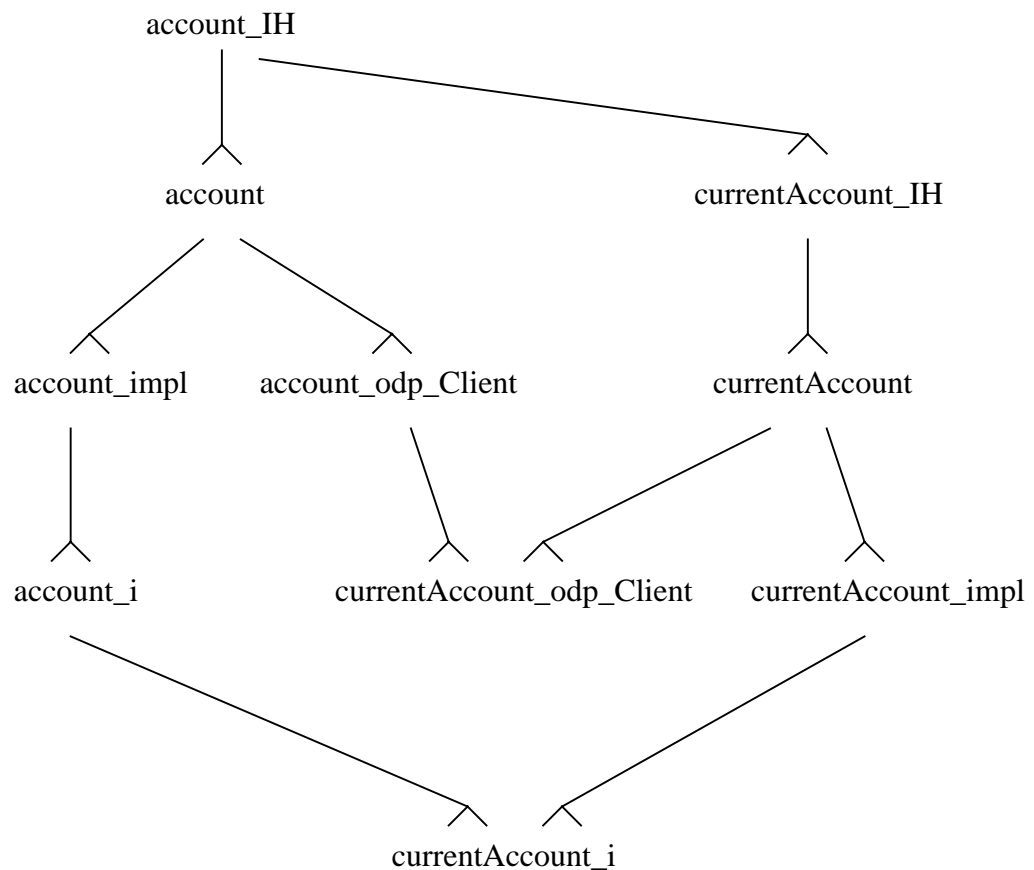 account_IH
account
currentAccount_IH
account_impl
account_odp_Client
currentAccount
account_i
currentAccount_odp_Client
currentAccount_impl
currentAccount_i